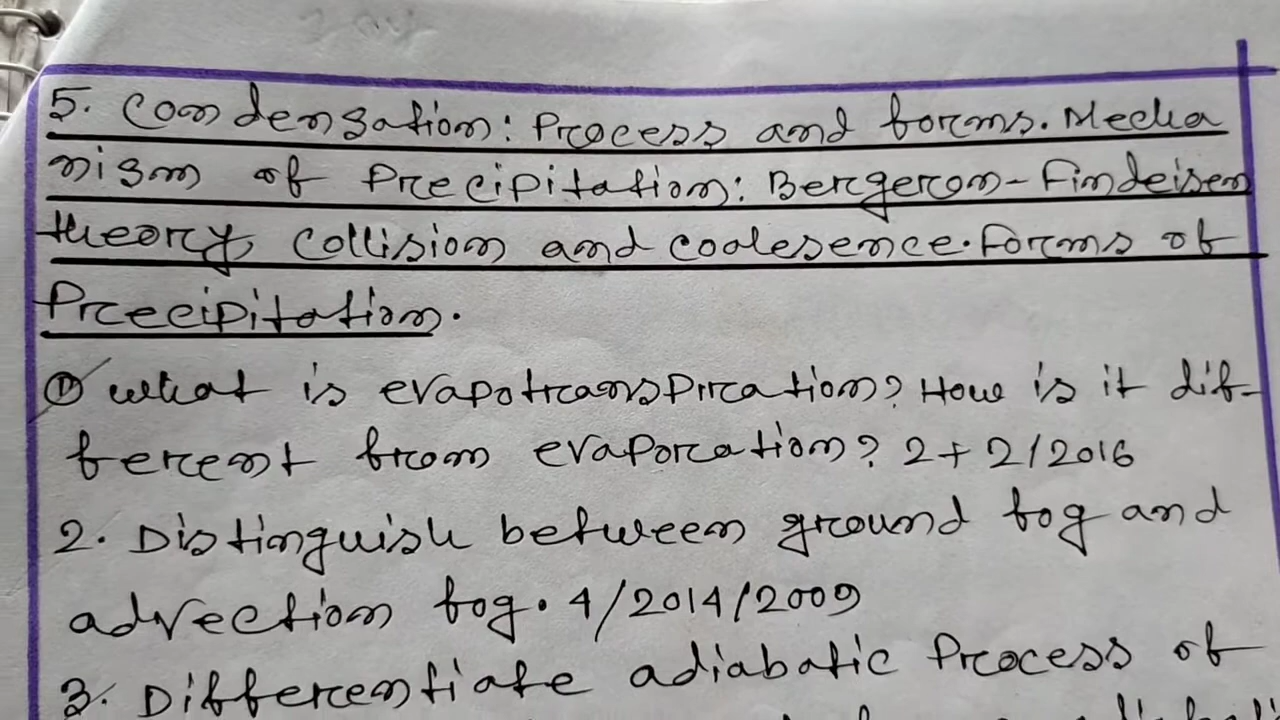 5. Condensation: Process and forms. Mecha
nism of Precipitation: Bergeron-Findeisen
theory, Collision and coalesence. Forms of
Precipitation.
① What is evapotranspiration? How is it dif-
ferent from evaporation? 2+2/2016
2. Distinguish between ground fog and
advection fog. 4/2014/2009
3. Differentiate adiabatic Process of